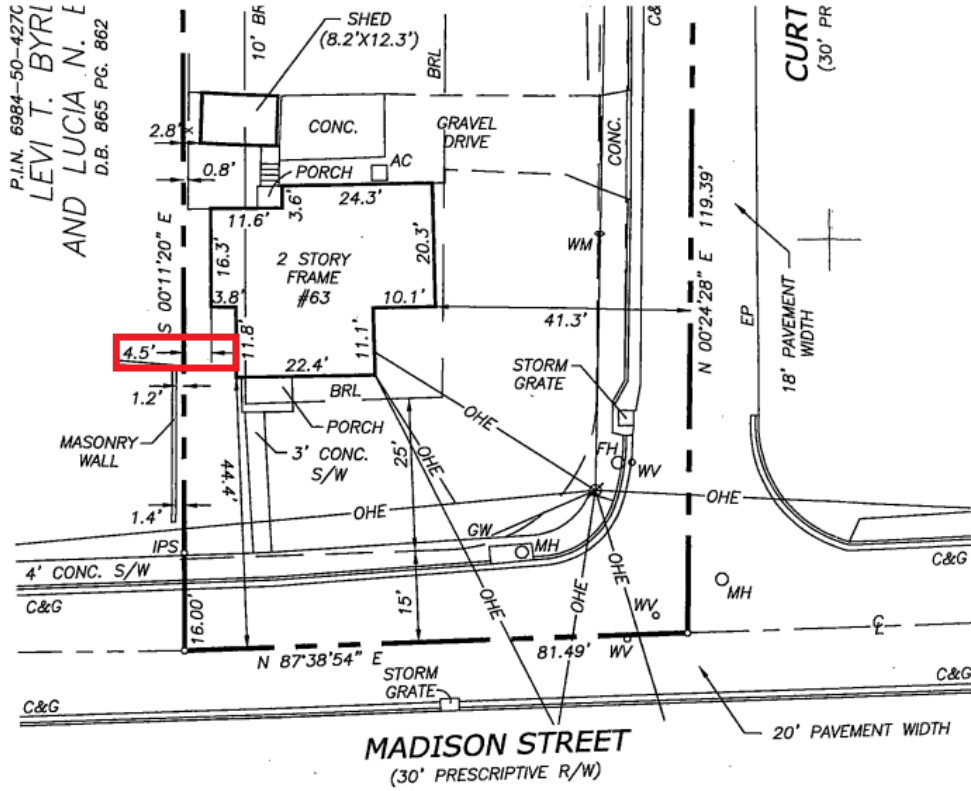 P.I.N. 6984-50-427
LEVI T. BYRL
AND LUCIA N. E
D.B. 865 PG. 862
10' BR
SHED
(8.2'X12.3')
BRL
C&
CURT
(30' PR
2.8'
X
CONC.
GRAVEL
DRIVE
CONC.
0.8'
PORCH
AC
11.6'
3.6'
24.3'
S 00°11'20" E
16.3'
2 STORY
FRAME
#63
20.3'
WM
N 00°24'28" E 119.39'
3.8'
10.1'
41.3'
18' PAVEMENT
WIDTH
EP
4.5'
11.8'
11.1'
22.4'
STORM
GRATE
1.2'
BRL
PORCH
MASONRY
WALL
3' CONC.
S/W
25'
OHE
OHE
FH
WV
44.4'
OHE
OHE
1.4'
IPS
GW
MH
4' CONC. S/W
C&G
C&G
16.00'
15'
OHE
OHE
OHE
WV
MH
N 87°38'54" E
81.49'
WV
CL
C&G
STORM
GRATE
C&G
MADISON STREET
(30' PRESCRIPTIVE R/W)
20' PAVEMENT WIDTH